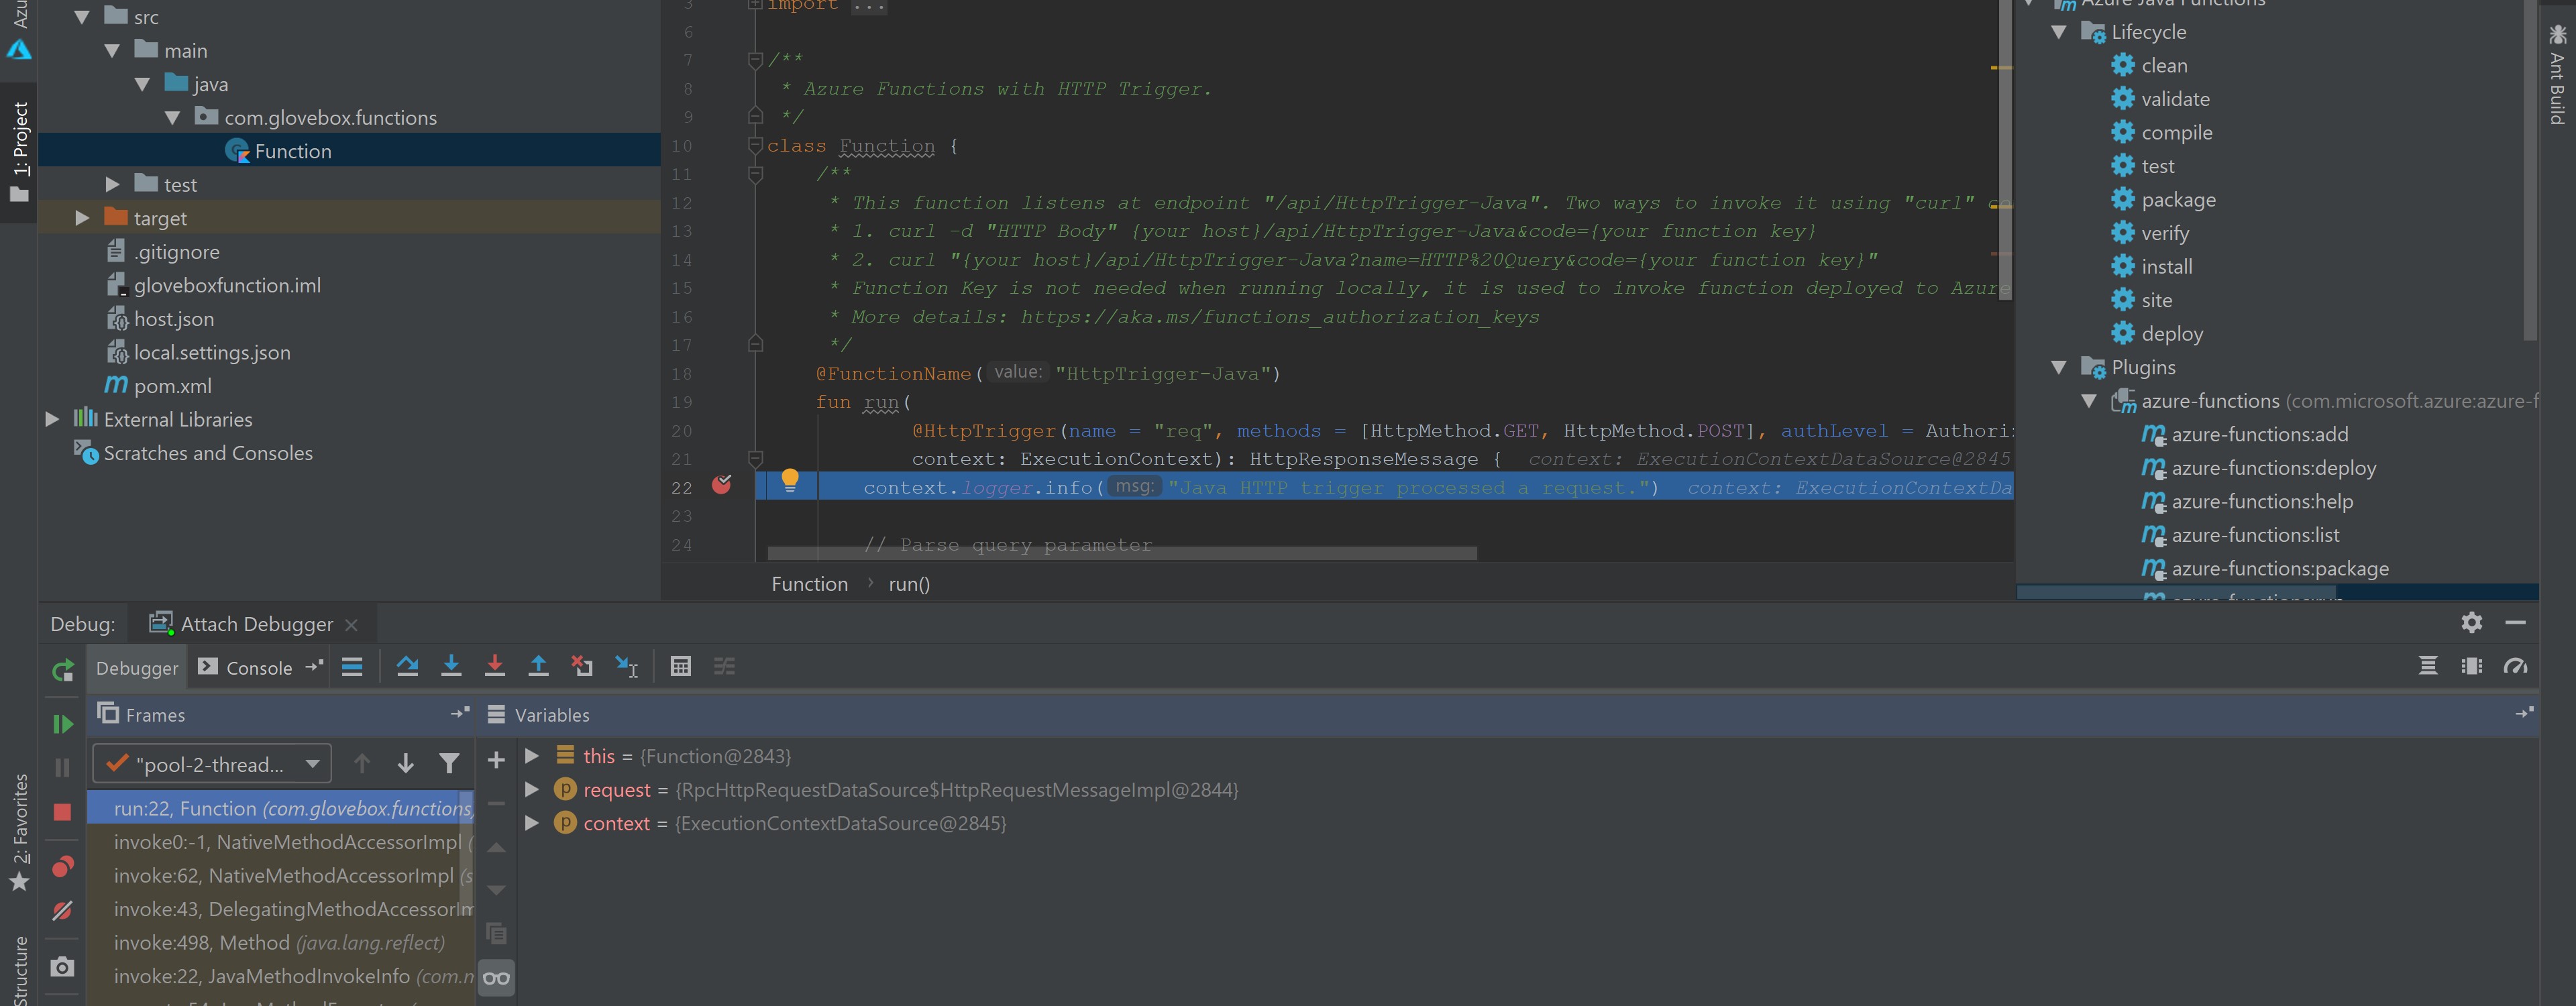 Azu
1: Project
2: Favorites
Structure
src
main
java
com.glovebox.functions
Function
test
target
.gitignore
gloveboxfunction.iml
host.json
local.settings.json
pom.xml
External Libraries
Scratches and Consoles
3 import ...
6
7 /**
8 * Azure Functions with HTTP Trigger.
9 */
10 class Function {
11 /**
12 * This function listens at endpoint "/api/HttpTrigger-Java". Two ways to invoke it using "curl"
13 * 1. curl -d "HTTP Body" {your host}/api/HttpTrigger-Java&code={your function key}
14 * 2. curl "{your host}/api/HttpTrigger-Java?name=HTTP%20Query&code={your function key}"
15 * Function Key is not needed when running locally, it is used to invoke function deployed to Azure
16 * More details: https://aka.ms/functions_authorization_keys
17 */
18 @FunctionName( value: "HttpTrigger-Java")
19 fun run(
20 @HttpTrigger(name = "req", methods = [HttpMethod.GET, HttpMethod.POST], authLevel = Authori
21 context: ExecutionContext): HttpResponseMessage { context: ExecutionContextDataSource@2845
22 context.logger.info( msg: "Java HTTP trigger processed a request.") context: ExecutionContextDa
23
24 // Parse query parameter
Function › run()
Azure Java Functions
Lifecycle
clean
validate
compile
test
package
verify
install
site
deploy
Plugins
azure-functions (com.microsoft.azure:azure-f
azure-functions:add
azure-functions:deploy
azure-functions:help
azure-functions:list
azure-functions:package
azure-functions:run
Ant Build
Debug: Attach Debugger
Debugger Console
Frames
Variables
"pool-2-thread...
run:22, Function (com.glovebox.functions)
invoke0:-1, NativeMethodAccessorImpl (
invoke:62, NativeMethodAccessorImpl (s
invoke:43, DelegatingMethodAccessorIm
invoke:498, Method (java.lang.reflect)
invoke:22, JavaMethodInvokeInfo (com.m
this = {Function@2843}
request = {RpcHttpRequestDataSource$HttpRequestMessageImpl@2844}
context = {ExecutionContextDataSource@2845}